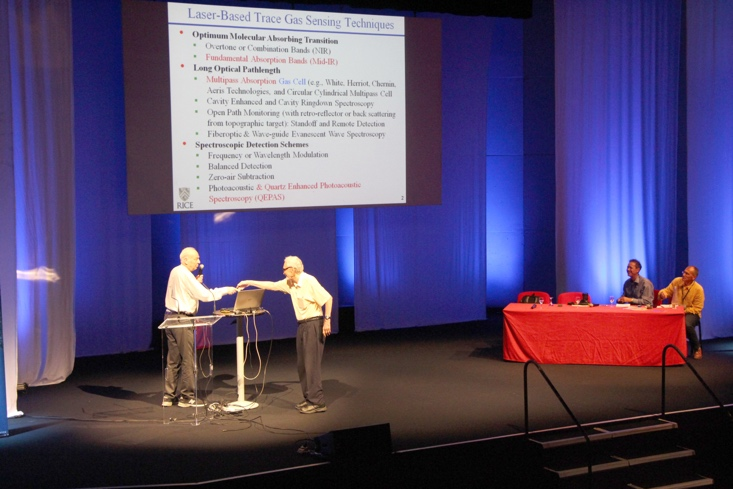 Laser-Based Trace Gas Sensing Techniques
Optimum Molecular Absorbing Transition
Overtone or Combination Bands (NIR)
Fundamental Absorption Bands (Mid-IR)
Long Optical Pathlength
Multipass Absorption Gas Cell (e.g., White, Herriot, Chernin,
Aeris Technologies, and Circular Cylindrical Multipass Cell
Cavity Enhanced and Cavity Ringdown Spectroscopy
Open Path Monitoring (with retro-reflector or back scattering
from topographic target): Standoff and Remote Detection
Fiberoptic & Wave-guide Evanescent Wave Spectroscopy
Spectroscopic Detection Schemes
Frequency or Wavelength Modulation
Balanced Detection
Zero-air Subtraction
Photoacoustic & Quartz Enhanced Photoacoustic
Spectroscopy (QEPAS)
RICE
2